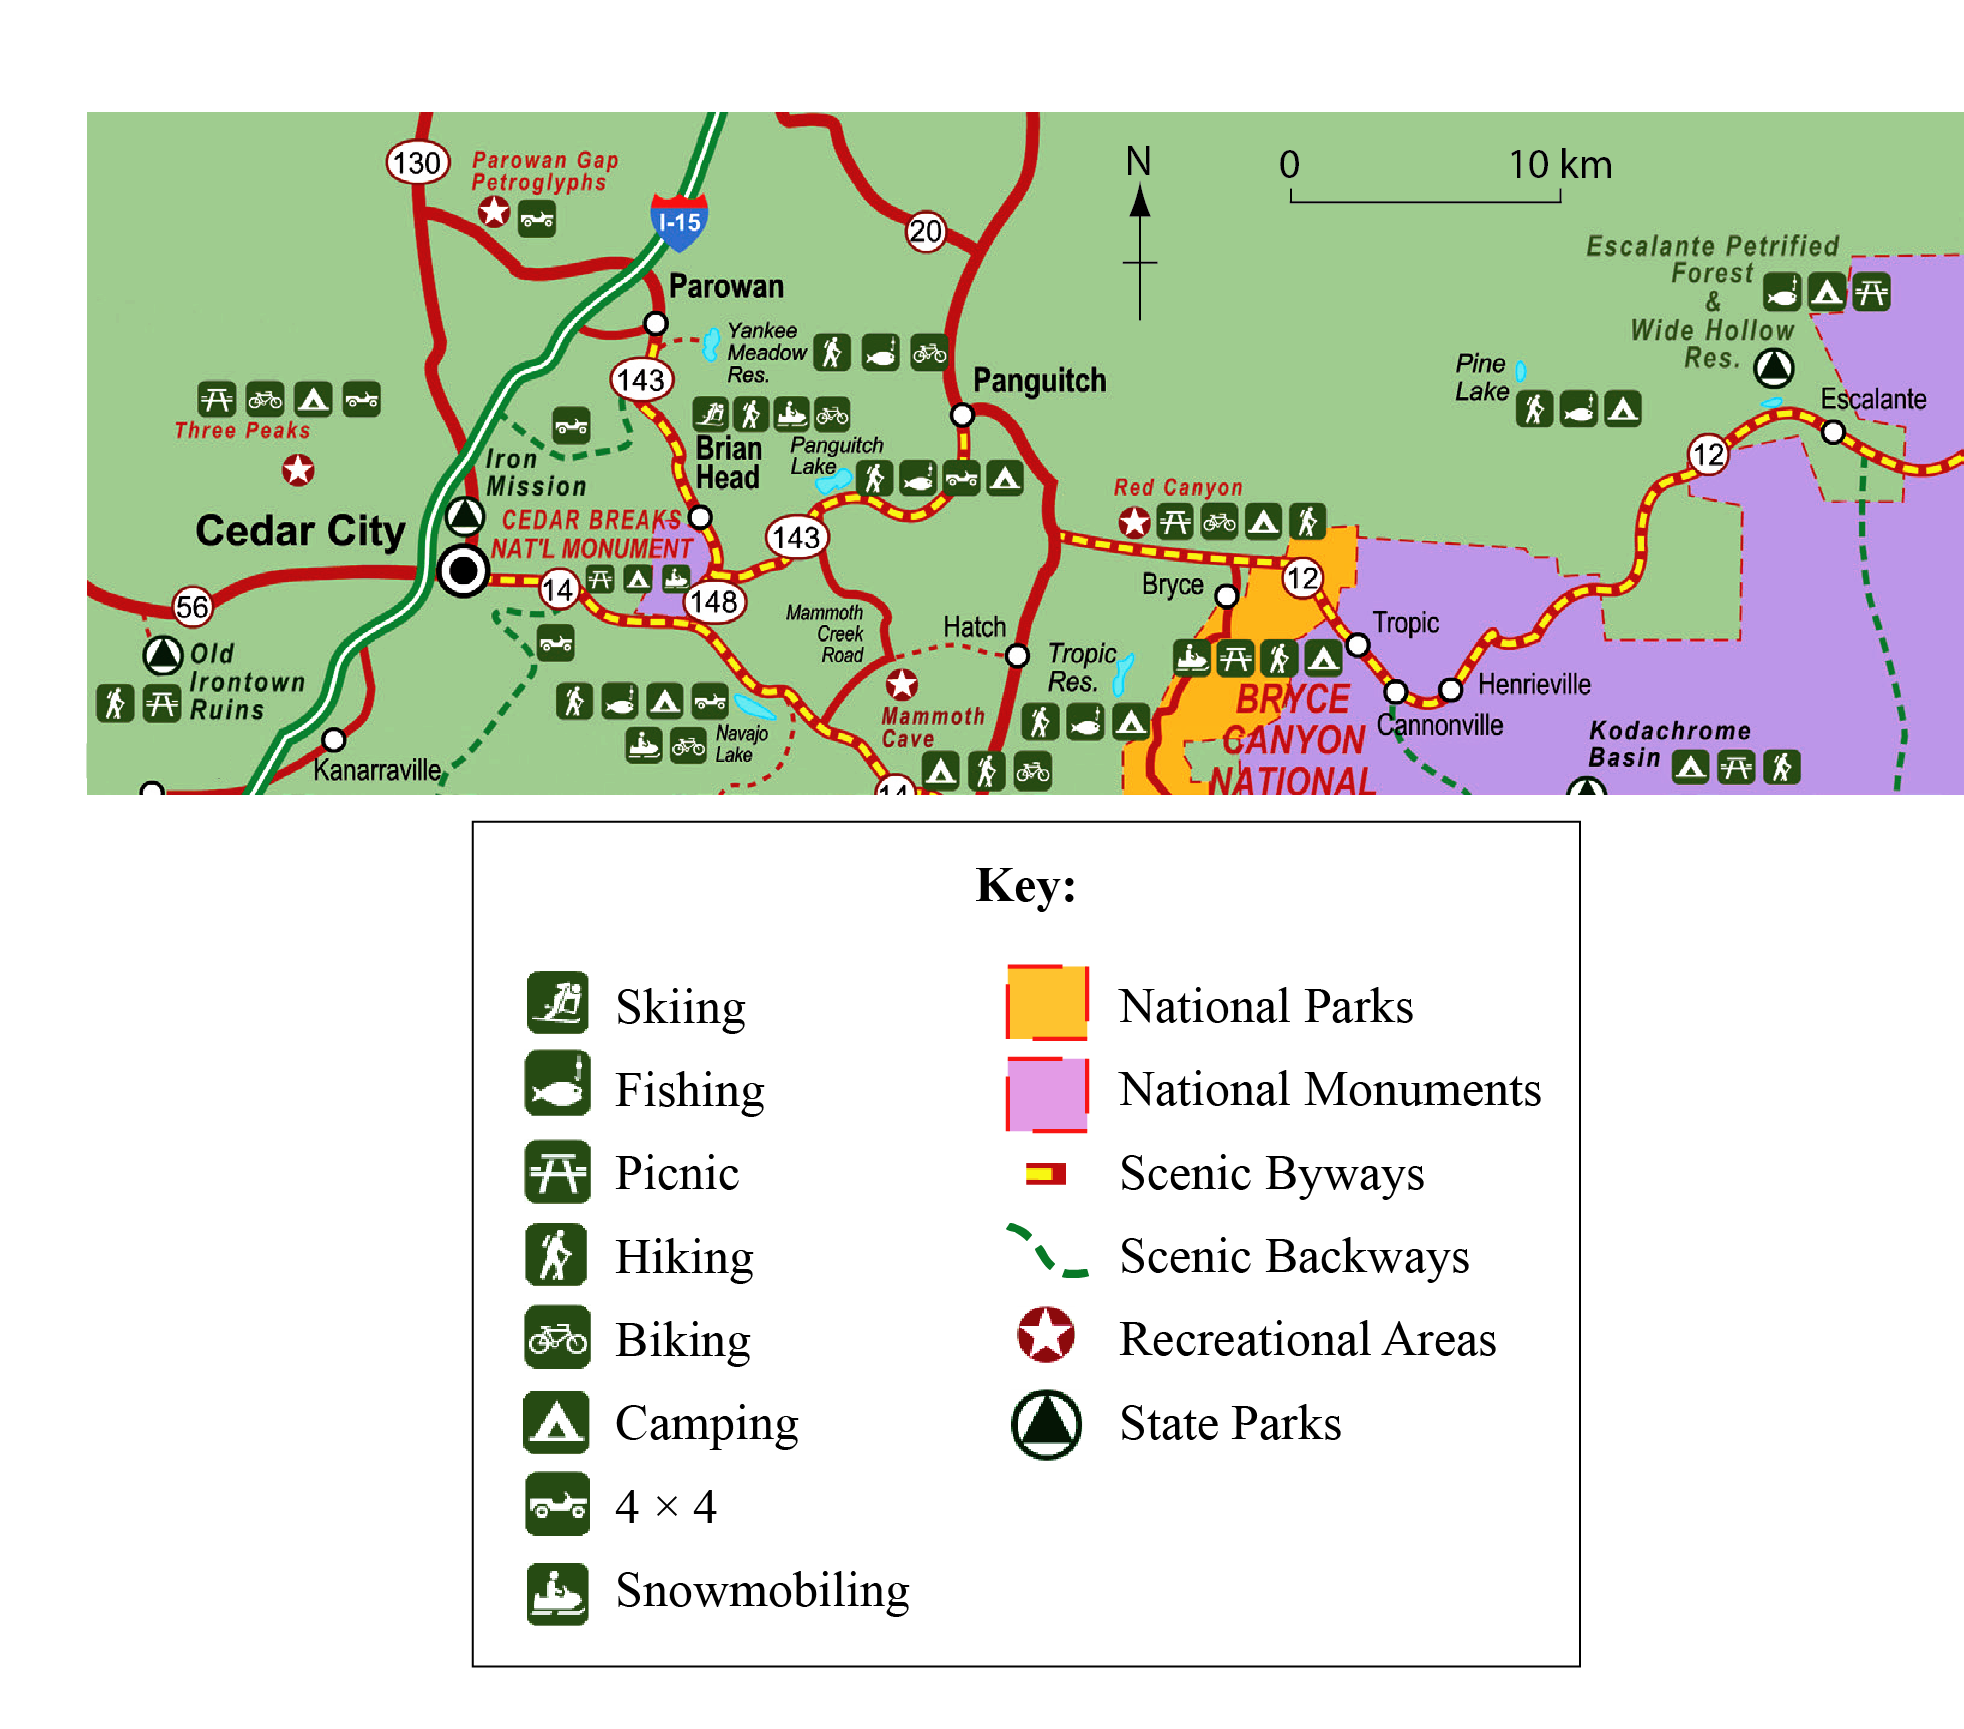 130
Parowan Gap
Petroglyphs
I-15
20
N
0 10 km
Escalante Petrified
Forest
&
Wide Hollow
Res.
Parowan
Yankee
Meadow
Res.
143
Panguitch
Pine
Lake
Escalante
Three Peaks
Iron
Mission
Brian
Head
Panguitch
Lake
12
Red Canyon
Cedar City
CEDAR BREAKS
NAT'L MONUMENT
143
56
14
148
Bryce
12
Mammoth
Creek
Road
Hatch
Tropic
Old
Irontown
Ruins
Tropic
Res.
BRYCE
CANYON
NATIONAL
Henrieville
Cannonville
Navajo
Lake
Mammoth
Cave
Kodachrome
Basin
Kanarraville
14
Key:
Skiing
Fishing
Picnic
Hiking
Biking
Camping
4 × 4
Snowmobiling
National Parks
National Monuments
Scenic Byways
Scenic Backways
Recreational Areas
State Parks